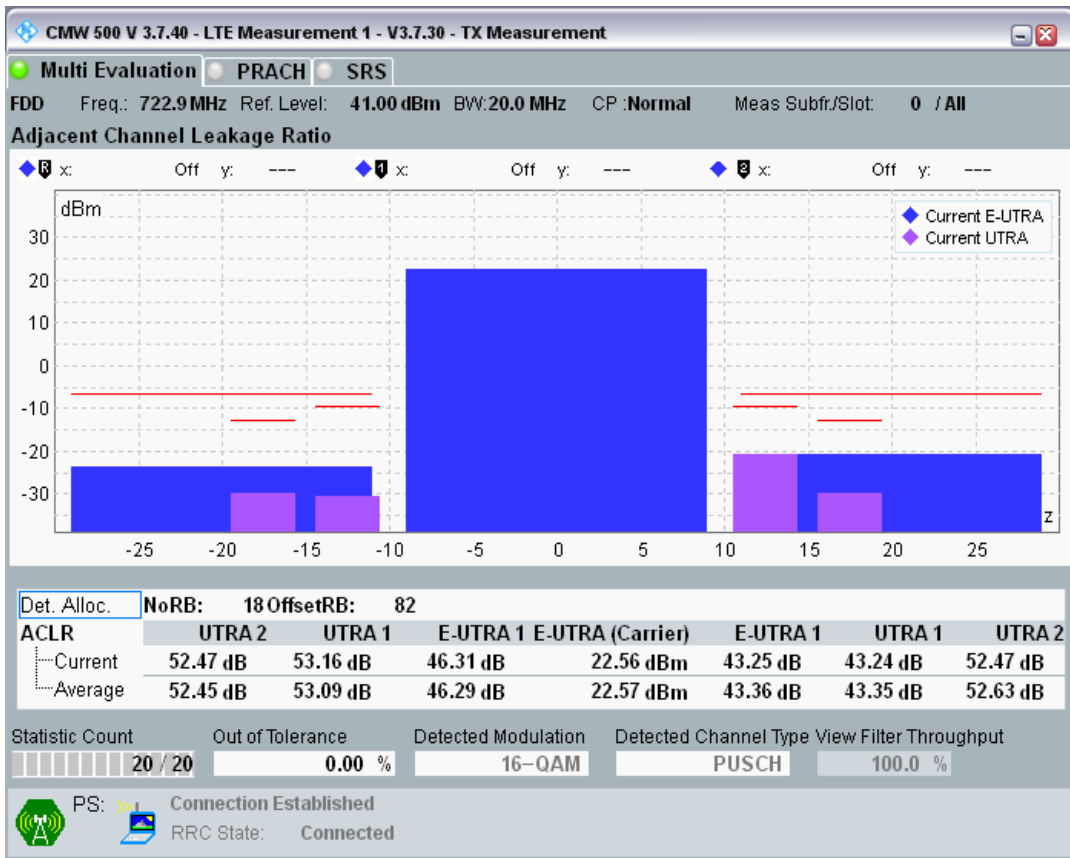 CMW 500 V 3.7.40 - LTE Measurement 1 - V3.7.30 - TX Measurement
Multi Evaluation PRACH SRS
FDD Freq.: 722.9 MHz Ref. Level: 41.00 dBm BW:20.0 MHz CP :Normal Meas Subfr./Slot: 0 / All
Adjacent Channel Leakage Ratio
R x: Off y: --- 1 x: Off y: --- 2 x: Off y: ---
dBm
Current E-UTRA
Current UTRA
30
20
10
0
-10
-20
-30
z
-25 -20 -15 -10 -5 0 5 10 15 20 25
Det. Alloc. NoRB: 18 OffsetRB: 82
ACLR UTRA 2 UTRA 1 E-UTRA 1 E-UTRA (Carrier) E-UTRA 1 UTRA 1 UTRA 2
Current 52.47 dB 53.16 dB 46.31 dB 22.56 dBm 43.25 dB 43.24 dB 52.47 dB
Average 52.45 dB 53.09 dB 46.29 dB 22.57 dBm 43.36 dB 43.35 dB 52.63 dB
Statistic Count Out of Tolerance Detected Modulation Detected Channel Type View Filter Throughput
20 / 20 0.00 % 16-QAM PUSCH 100.0 %
PS: Connection Established
RRC State: Connected